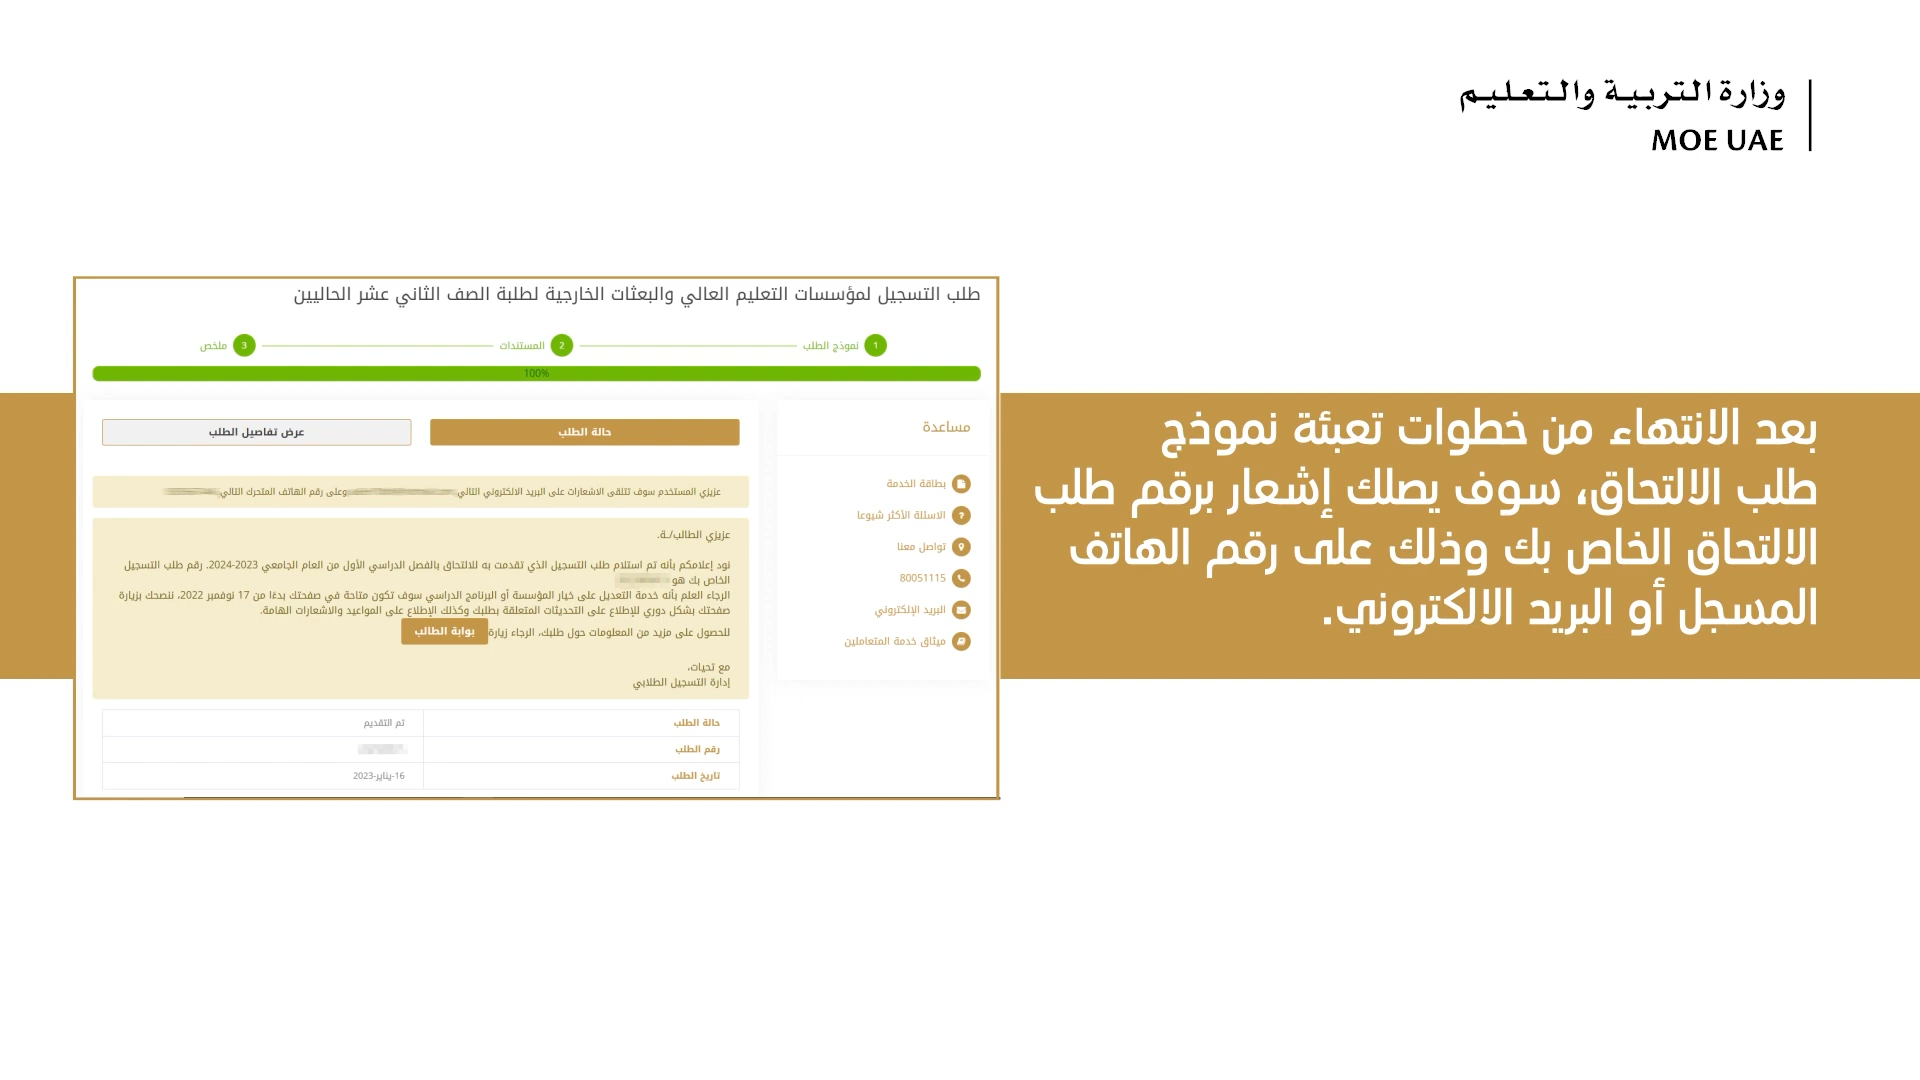 وزارة التربية والتعليم
MOE UAE
بعد الانتهاء من خطوات تعبئة نموذج
طلب الالتحاق، سوف يصلك إشعار برقم طلب
الالتحاق الخاص بك وذلك على رقم الهاتف
المسجل أو البريد الالكتروني.
طلب التسجيل لمؤسسات التعليم العالي والبعثات الخارجية لطلبة الصف الثاني عشر الحاليين
1 نموذج الطلب
2 المستندات
3 ملخص
100%
مساعدة
بطاقة الخدمة
الاسئلة الأكثر شيوعا
تواصل معنا
80051115
البريد الإلكتروني
ميثاق خدمة المتعاملين
حالة الطلب
عرض تفاصيل الطلب
عزيزي المستخدم سوف تتلقى الاشعارات على البريد الالكتروني التالي وعلى رقم الهاتف المتحرك التالي
عزيزي الطالب/ـة،
نود إعلامكم بأنه تم استلام طلب التسجيل الذي تقدمت به للالتحاق بالفصل الدراسي الأول من العام الجامعي 2023-2024. رقم طلب التسجيل
الخاص بك هو
الرجاء العلم بأنه خدمة التعديل على خيار المؤسسة أو البرنامج الدراسي سوف تكون متاحة في صفحتك بدءًا من 17 نوفمبر 2022، ننصحك بزيارة
صفحتك بشكل دوري للإطلاع على التحديثات المتعلقة بطلبك وكذلك الإطلاع على المواعيد والاشعارات الهامة.
للحصول على مزيد من المعلومات حول طلبك، الرجاء زيارة بوابة الطالب
مع تحيات،
إدارة التسجيل الطلابي
حالة الطلب تم التقديم
رقم الطلب
تاريخ الطلب 16-يناير-2023